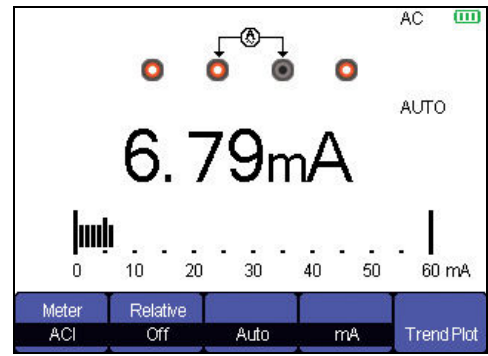 AC
A
AUTO
6.79mA
0 10 20 30 40 50 60 mA
Meter Relative
ACI Off Auto mA Trend Plot